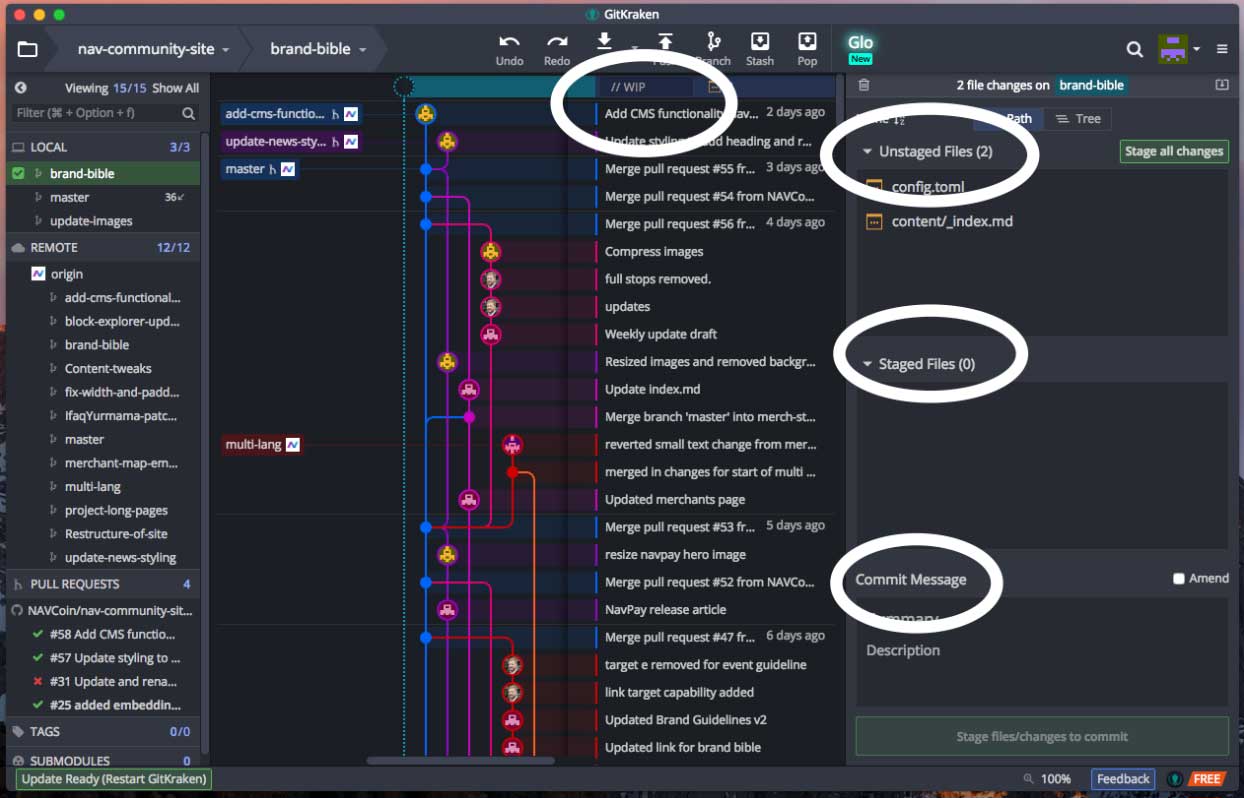 GitKraken
nav-community-site
brand-bible
Undo
Redo
Branch
Stash
Pop
Glo
New
Viewing 15/15 Show All
Filter (⌘ + Option + f)
LOCAL 3/3
brand-bible
master 36
update-images
REMOTE 12/12
origin
add-cms-functional...
block-explorer-upd...
brand-bible
Content-tweaks
fix-width-and-padd...
IfaqYurmama-patc...
master
merchant-map-em...
multi-lang
project-long-pages
Restructure-of-site
update-news-styling
PULL REQUESTS 4
NAVCoin/nav-community-sit...
#58 Add CMS functio...
#57 Update styling to ...
#31 Update and rena...
#25 added embeddin...
TAGS 0/0
SUBMODULES 0
Update Ready (Restart GitKraken)
add-cms-functio...
update-news-sty...
master
multi-lang
// WIP
Add CMS functionality nav... 2 days ago
Update styling add heading and r...
Merge pull request #55 fr... 3 days ago
Merge pull request #54 from NAVCo...
Merge pull request #56 fr... 4 days ago
Compress images
full stops removed.
updates
Weekly update draft
Resized images and removed backgr...
Update index.md
Merge branch 'master' into merch-st...
reverted small text change from mer...
merged in changes for start of multi ...
Updated merchants page
Merge pull request #53 fr... 5 days ago
resize navpay hero image
Merge pull request #52 from NAVCo...
NavPay release article
Merge pull request #47 fr... 6 days ago
target e removed for event guideline
link target capability added
Updated Brand Guidelines v2
Updated link for brand bible
2 file changes on brand-bible
Path
Tree
Unstaged Files (2)
Stage all changes
config.toml
content/_index.md
Staged Files (0)
Commit Message
Amend
Summary
Description
Stage files/changes to commit
100%
Feedback
FREE